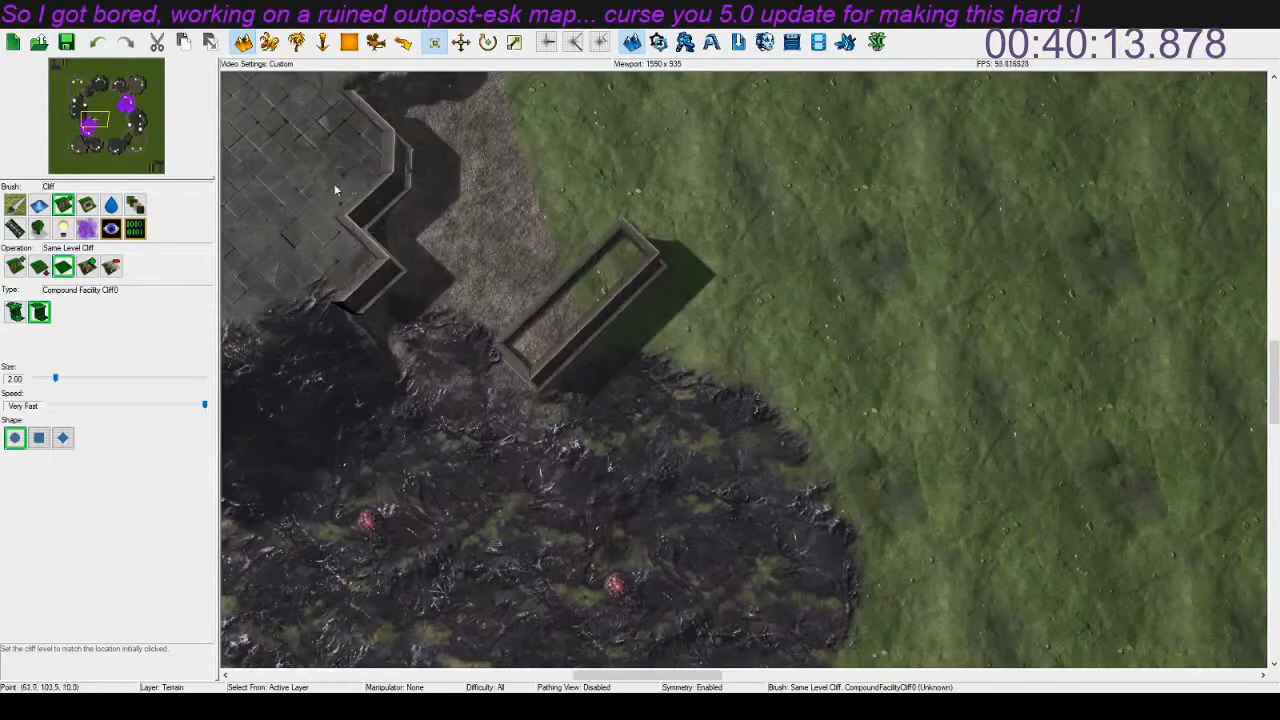 So I got bored, working on a ruined outpost-esk map... curse you 5.0 update for making this hard :l
00:40:13.878
Video Settings: Custom
Viewport: 1590 x 935
Brush: Cliff
Operation: Same Level Cliff
Type: Compound Facility Cliff0
Size:
2.00
Speed:
Very Fast
Shape:
Set the cliff level to match the location initially clicked.
Layer: Terrain
Select From: Active Layer
Manipulator: None
Difficulty: All
Pathing View: Disabled
Symmetry: Enabled
Brush: Same Level Cliff, CompoundFacilityCliff0 (Unknown)